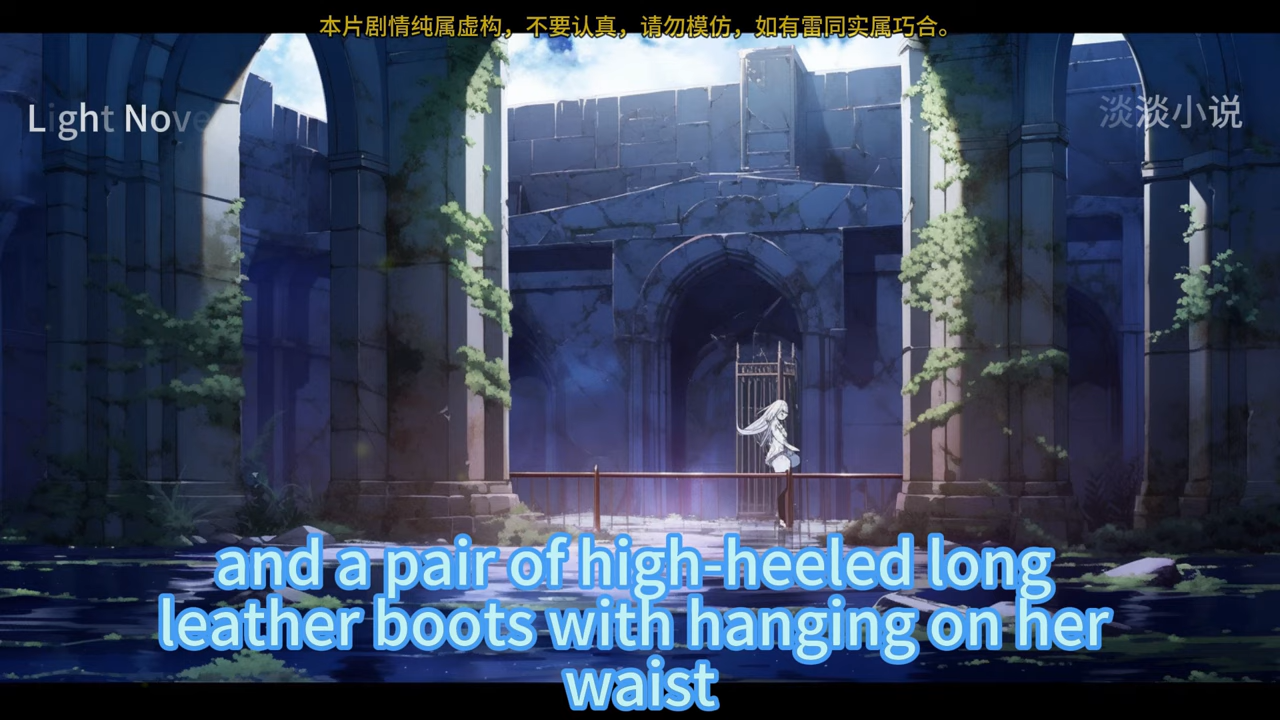 本片剧情纯属虚构，不要认真，请勿模仿，如有雷同实属巧合。
Light Nove
淡淡小说
and a pair of high-heeled long
leather boots with hanging on her
waist